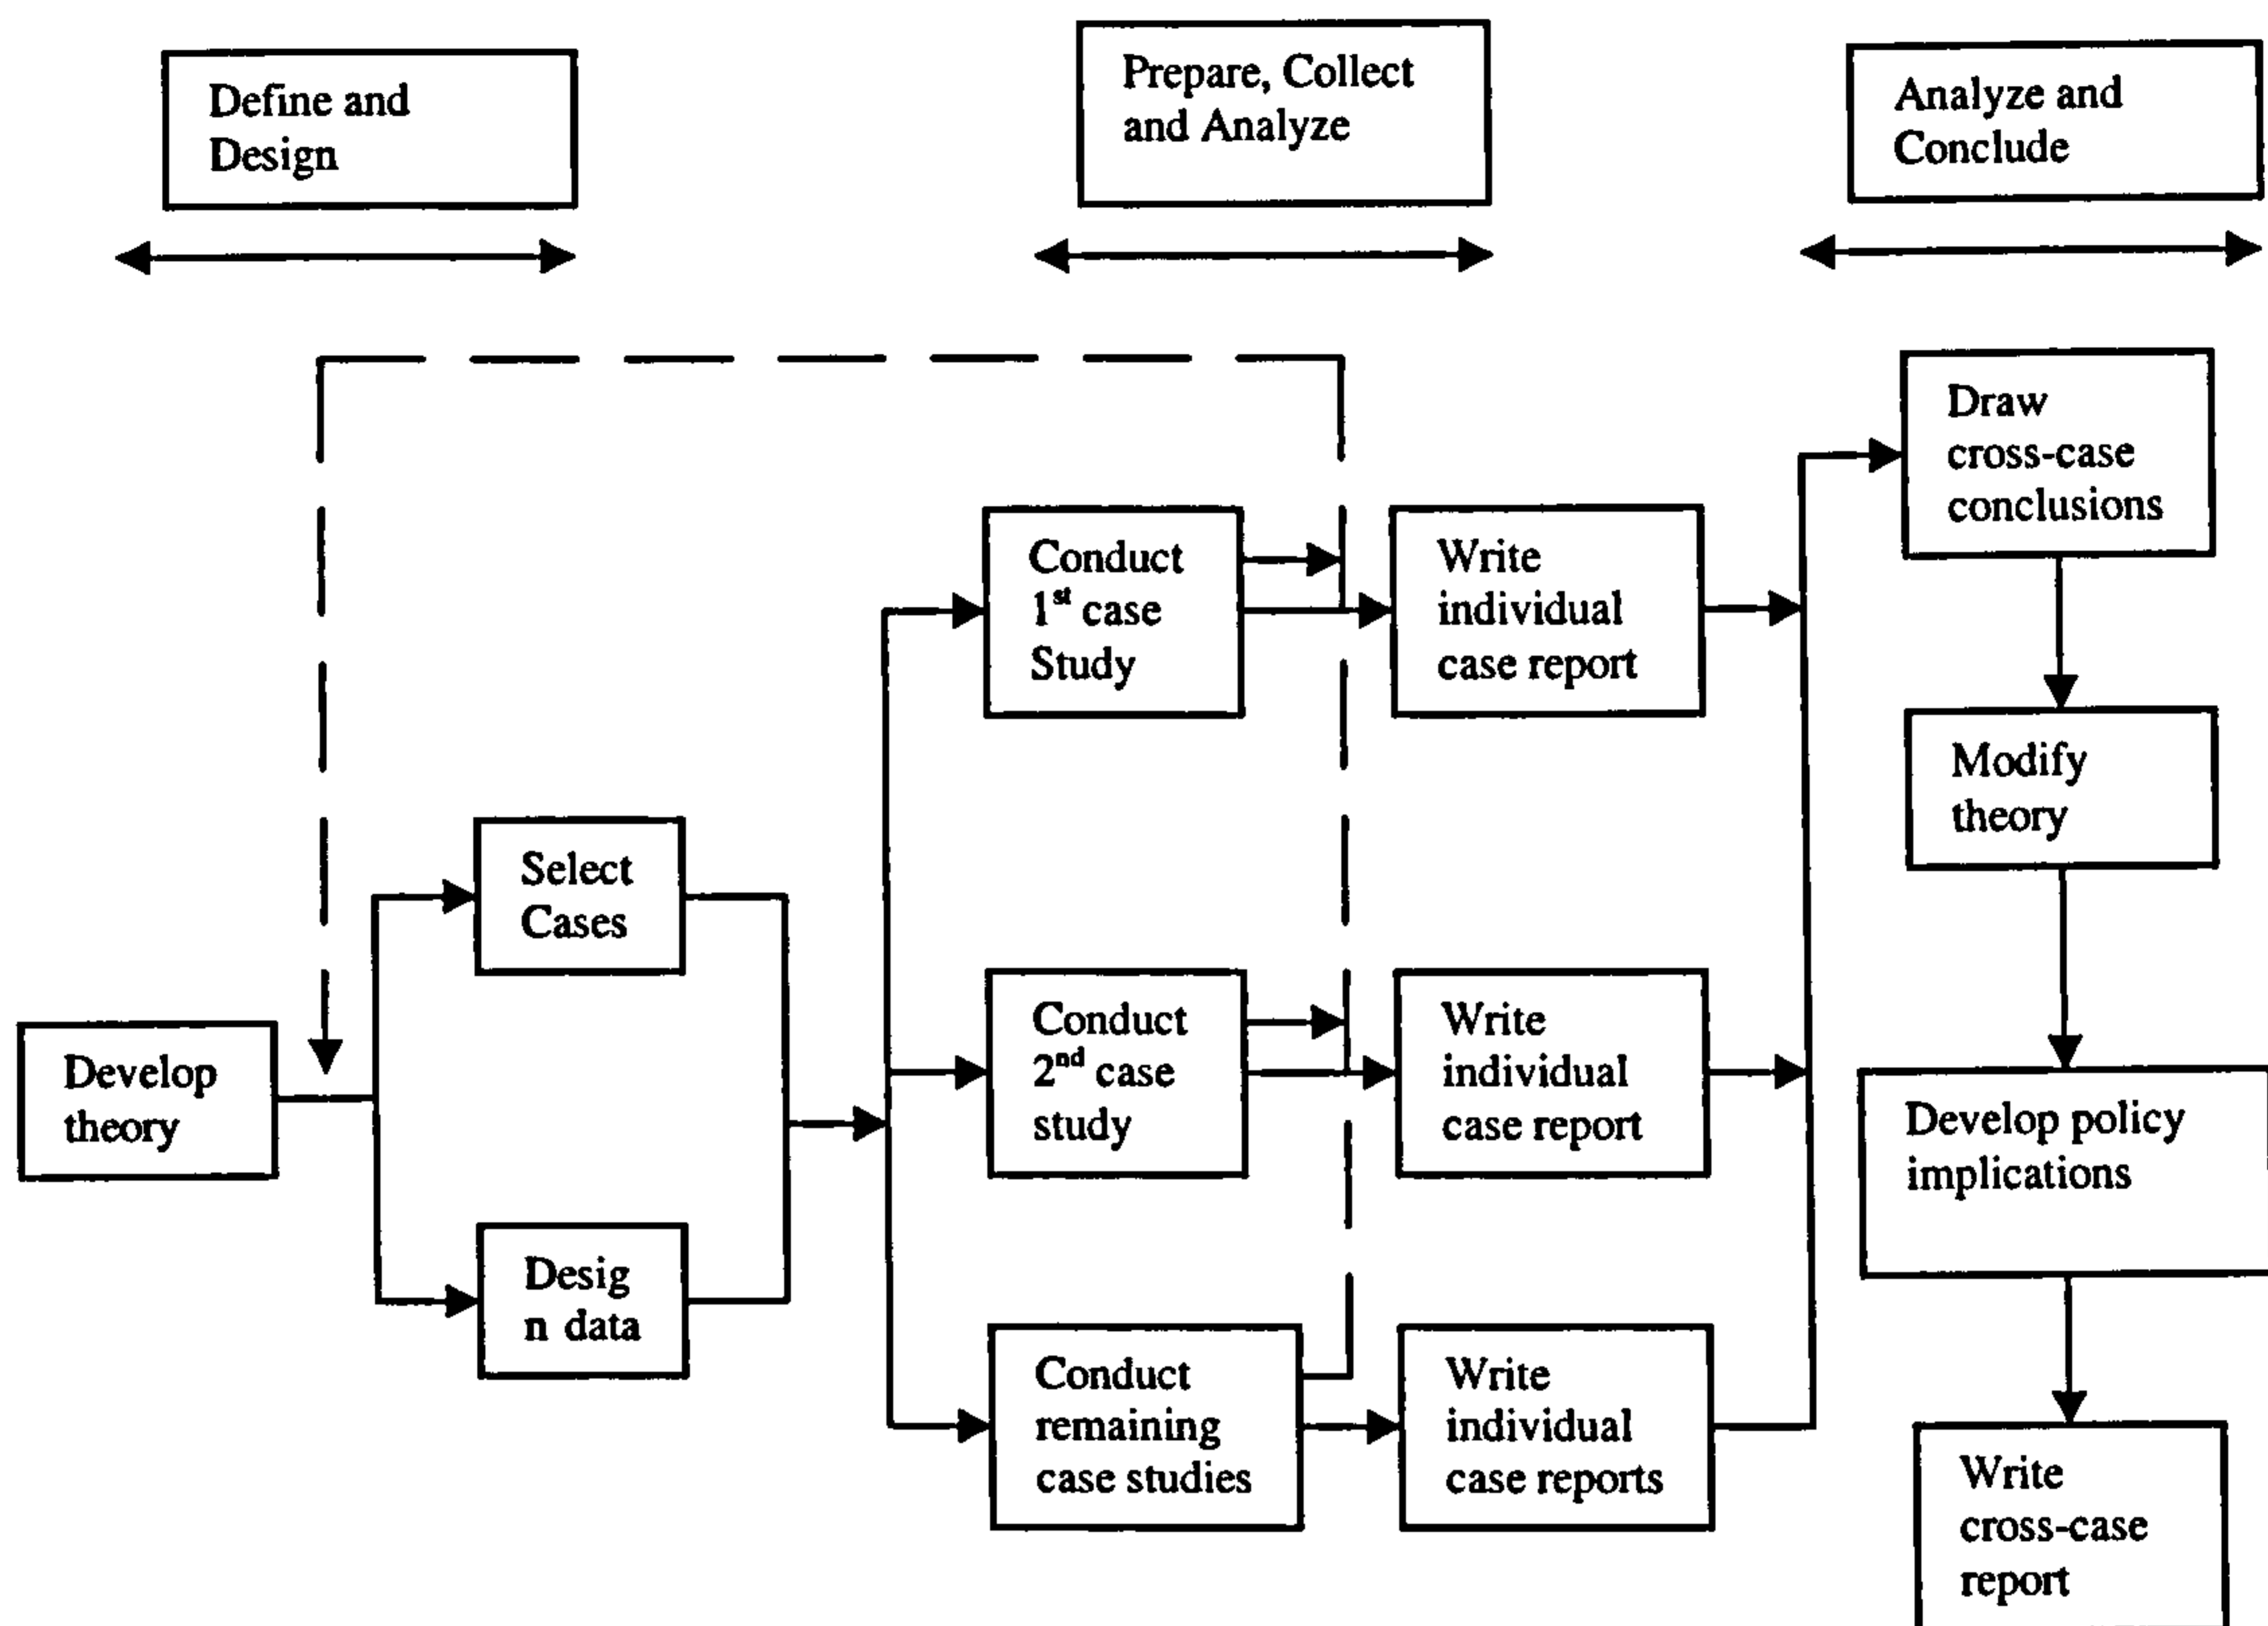 Define and
Design
Prepare, Collect
and Analyze
Analyze and
Conclude
Draw
cross-case
conclusions
Conduct
1st case
Study
Write
individual
case report
Modify
theory
Select
Cases
Develop
theory
Conduct
2nd case
study
Write
individual
case report
Develop policy
implications
Desig
n data
Conduct
remaining
case studies
Write
individual
case reports
Write
cross-case
report